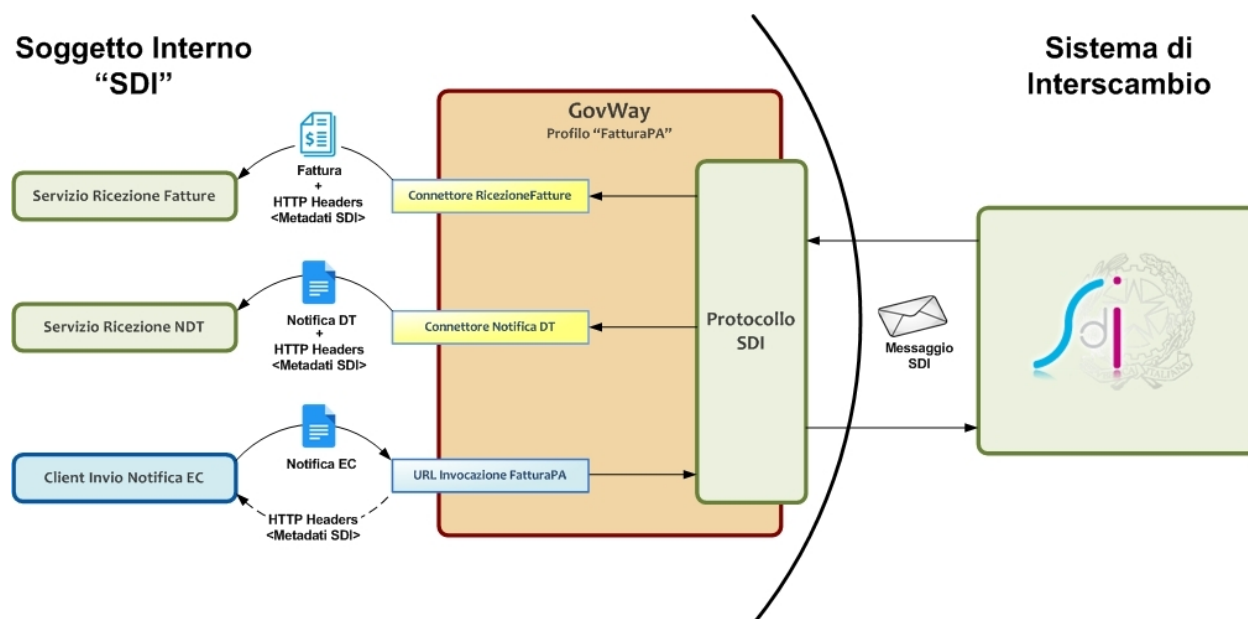 Soggetto Interno
“SDI”
Sistema di
Interscambio
GovWay
Profilo “FatturaPA”
Servizio Ricezione Fatture
Fattura
+
HTTP Headers
<Metadati SDI>
Connettore RicezioneFatture
Servizio Ricezione NDT
Notifica DT
+
HTTP Headers
<Metadati SDI>
Connettore Notifica DT
Protocollo
SDI
Messaggio
SDI
Sdi
Client Invio Notifica EC
Notifica EC
URL Invocazione FatturaPA
HTTP Headers
<Metadati SDI>